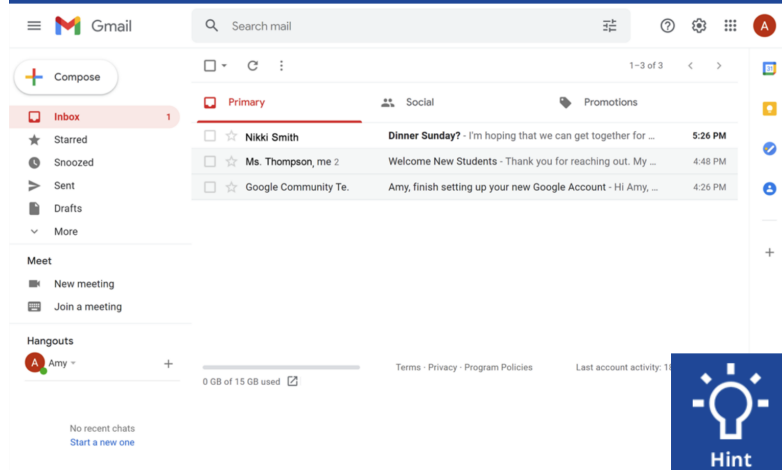 Gmail
Search mail
A
Compose
1–3 of 3
31
Primary
Social
Promotions
Inbox 1
Starred
Snoozed
Sent
Drafts
More
Nikki Smith Dinner Sunday? - I'm hoping that we can get together for ... 5:26 PM
Ms. Thompson, me 2 Welcome New Students - Thank you for reaching out. My ... 4:48 PM
Google Community Te. Amy, finish setting up your new Google Account - Hi Amy, ... 4:26 PM
Meet
New meeting
Join a meeting
Hangouts
A Amy
No recent chats
Start a new one
0 GB of 15 GB used
Terms · Privacy · Program Policies
Last account activity:
Hint